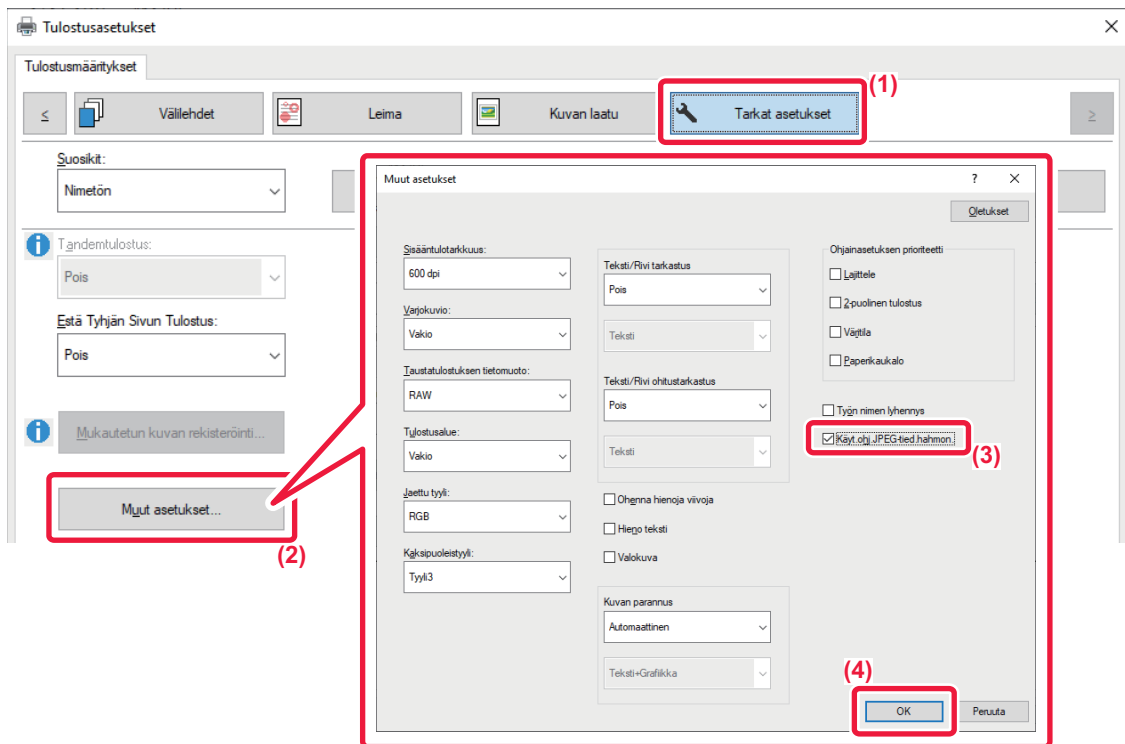 Tulostusasetukset
Tulostusmääritykset
(1)
≤
Välilehdet
Leima
Kuvan laatu
Tarkat asetukset
≥
Suosikit:
Nimetön
Tandemtulostus:
Pois
Estä Tyhjän Sivun Tulostus:
Pois
Mukautetun kuvan rekisteröinti...
Muut asetukset...
(2)
Muut asetukset
?
Oletukset
Sisääntulotarkkuus:
600 dpi
Varjokuvio:
Vakio
Taustatulostuksen tietomuoto:
RAW
Tulostusalue:
Vakio
Jaettu tyyli:
RGB
Kaksipuoleistyyli:
Tyyli3
Teksti/Rivi tarkastus
Pois
Teksti
Teksti/Rivi ohitustarkastus
Pois
Teksti
Ohenna hienoja viivoja
Hieno teksti
Valokuva
Kuvan parannus
Automaattinen
Teksti+Grafiikka
Ohjainasetuksen prioriteetti
Lajittele
2-puolinen tulostus
Väritila
Paperikaukalo
Työn nimen lyhennys
Käyt.ohj.JPEG-tied.hahmon.
(3)
(4)
OK
Peruuta